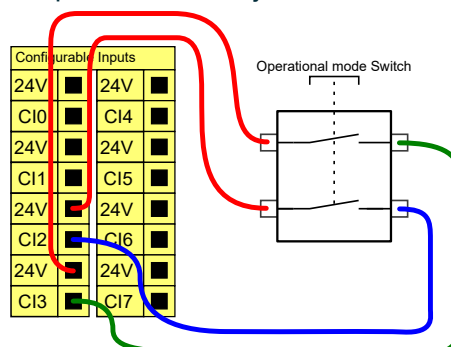 Configurable Inputs
Operational mode Switch
24V 24V
CI0 CI4
24V 24V
CI1 CI5
24V 24V
CI2 CI6
24V 24V
CI3 CI7